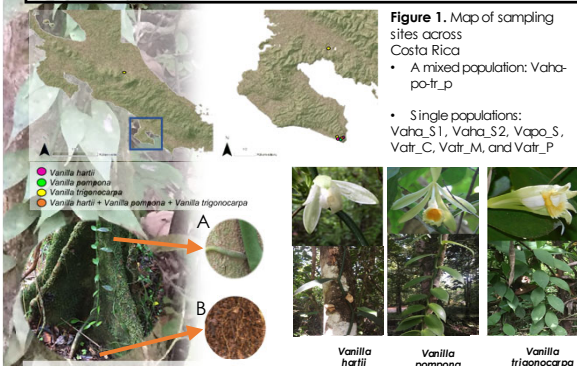 Figure 1. Map of sampling
sites across
Costa Rica
• A mixed population: Vaha-
po-tr_p
• Single populations:
Vaha_S1, Vaha_S2, Vapo_S,
Vatr_C, Vatr_M, and Vatr_P
Vanilla hartii
Vanilla pompona
Vanilla trigonocarpa
Vanilla hartii + Vanilla pompona + Vanilla trigonocarpa
A
B
Vanilla
hartii
Vanilla
pompona
Vanilla
trigonocarpa